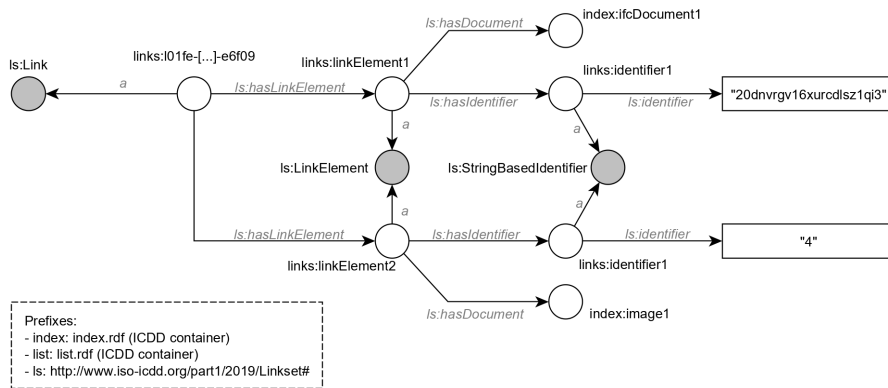 ls:hasDocument
index:ifcDocument1
links:linkElement1
links:l01fe-[...]-e6f09
ls:Link
links:identifier1
a
ls:hasLinkElement
ls:hasIdentifier
ls:identifier
"20dnvrgv16xurcdlsz1qi3"
a
a
ls:LinkElement
ls:StringBasedIdentifier
a
a
ls:hasLinkElement
ls:hasIdentifier
ls:identifier
"4"
links:linkElement2
links:identifier1
ls:hasDocument
index:image1
Prefixes:
- index: index.rdf (ICDD container)
- list: list.rdf (ICDD container)
- ls: http://www.iso-icdd.org/part1/2019/Linkset#